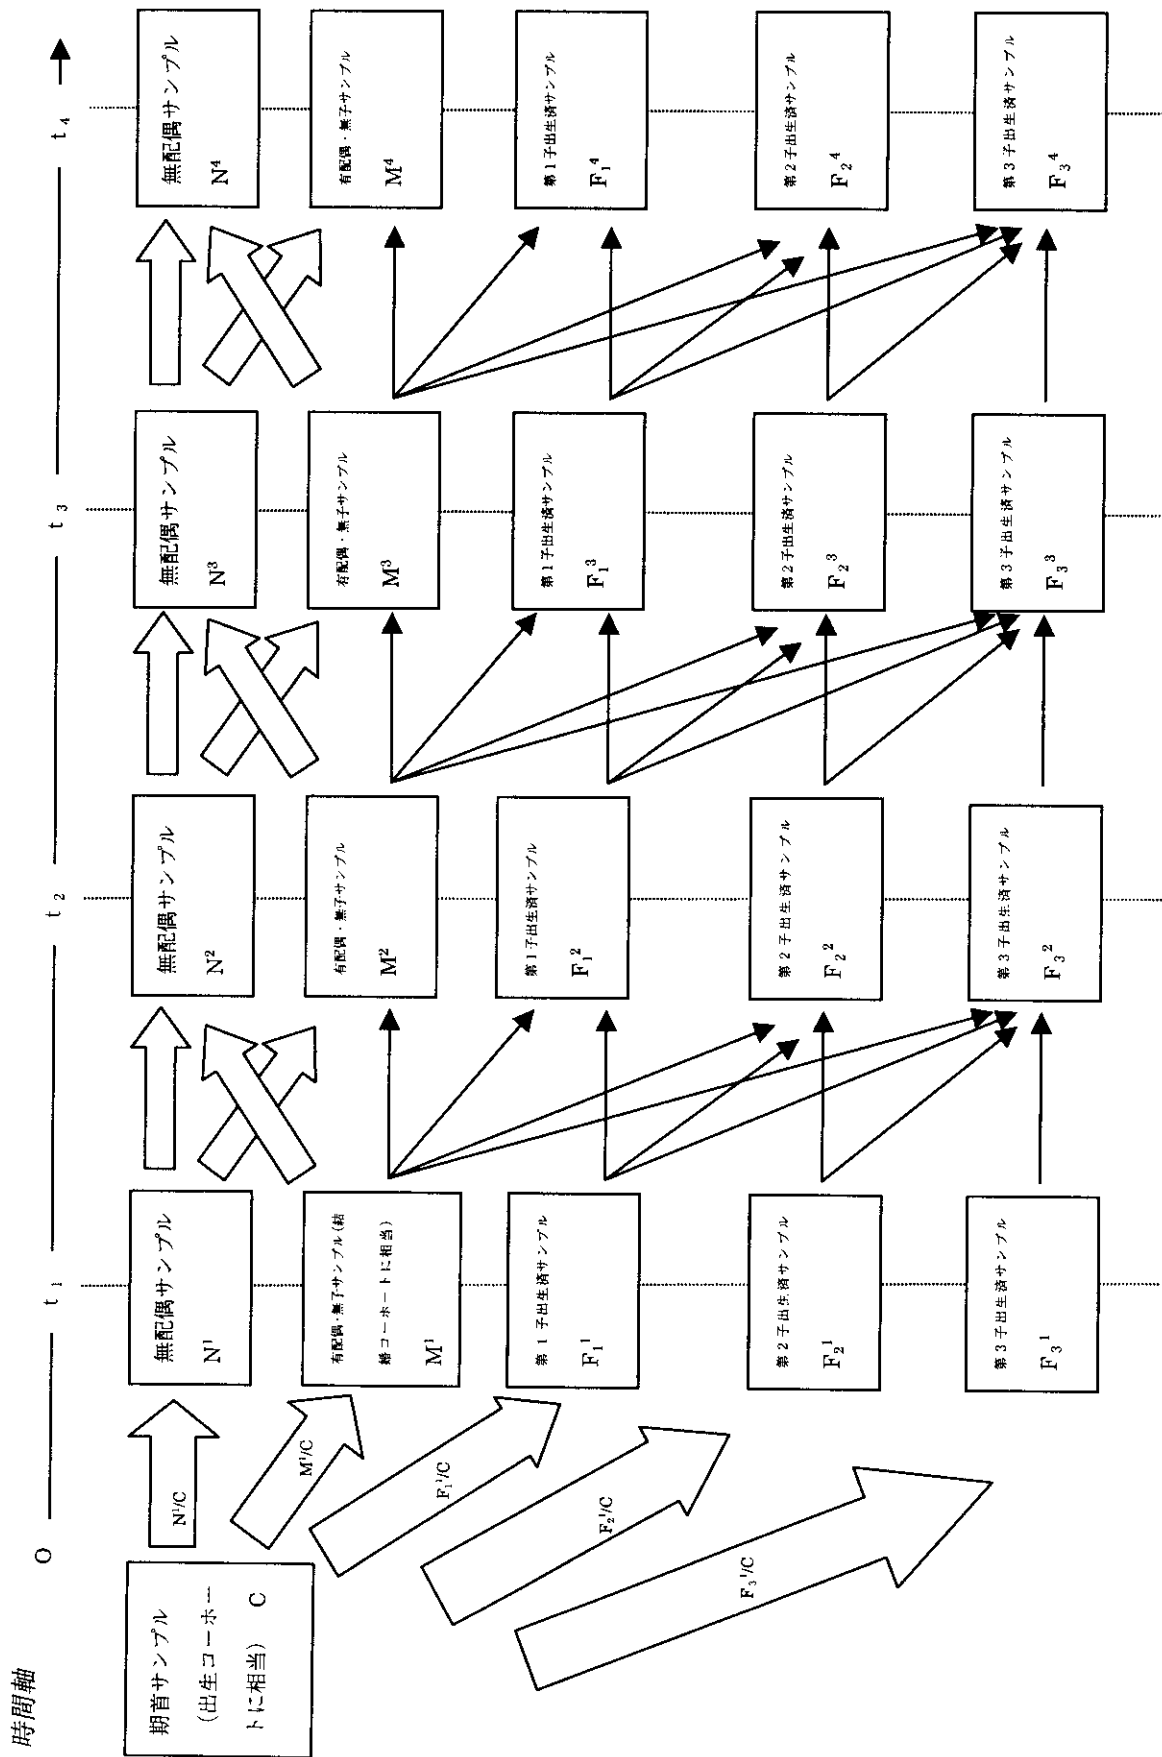 時間軸
O
t1
t2
t3
t4
期首サンプル
(出生コーホー
トに相当) C
N¹/C
M¹/C
F₁¹/C
F₂¹/C
F₃¹/C
無配偶サンプル
N¹
有配偶・無子サンプル(結
婚コーホートに相当)
M¹
第1子出生済サンプル
F₁¹
第2子出生済サンプル
F₂¹
第3子出生済サンプル
F₃¹
無配偶サンプル
N²
有配偶・無子サンプル
M²
第1子出生済サンプル
F₁²
第2子出生済サンプル
F₂²
第3子出生済サンプル
F₃²
無配偶サンプル
N³
有配偶・無子サンプル
M³
第1子出生済サンプル
F₁³
第2子出生済サンプル
F₂³
第3子出生済サンプル
F₃³
無配偶サンプル
N⁴
有配偶・無子サンプル
M⁴
第1子出生済サンプル
F₁⁴
第2子出生済サンプル
F₂⁴
第3子出生済サンプル
F₃⁴